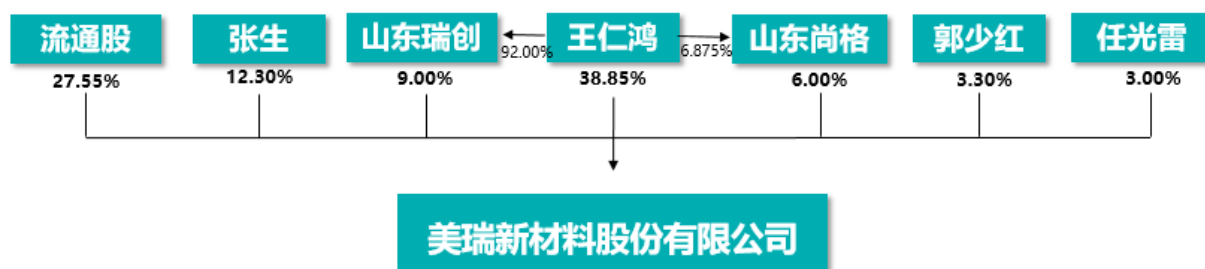 流通股
张生
山东瑞创
92.00%
王仁鸿
6.875%
山东尚格
郭少红
任光雷
27.55%
12.30%
9.00%
38.85%
6.00%
3.30%
3.00%
美瑞新材料股份有限公司